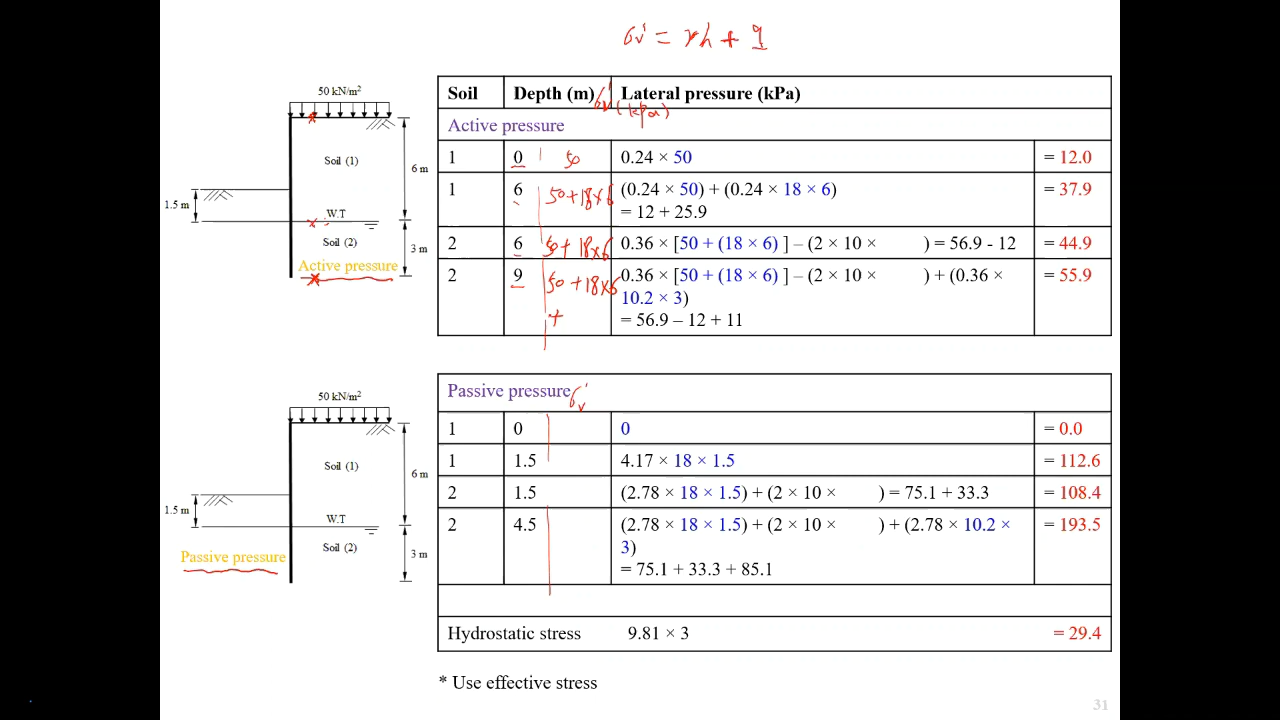 σv' = γh + q
50 kN/m²
Soil (1)
6 m
1.5 m
W.T
Soil (2)
3 m
Active pressure
Soil Depth (m) σv' (kpa) Lateral pressure (kPa)
Active pressure
1 0 50 0.24 × 50 = 12.0
1 6 50+18×6 (0.24 × 50) + (0.24 × 18 × 6) = 37.9
= 12 + 25.9
2 6 50+18×6 0.36 × [50 + (18 × 6) ] – (2 × 10 × ) = 56.9 - 12 = 44.9
2 9 50+18×6 0.36 × [50 + (18 × 6) ] – (2 × 10 × ) + (0.36 × = 55.9
10.2 × 3)
+ = 56.9 – 12 + 11
50 kN/m²
Soil (1)
6 m
1.5 m
W.T
Soil (2)
3 m
Passive pressure
Passive pressure σv'
1 0 0 = 0.0
1 1.5 4.17 × 18 × 1.5 = 112.6
2 1.5 (2.78 × 18 × 1.5) + (2 × 10 × ) = 75.1 + 33.3 = 108.4
2 4.5 (2.78 × 18 × 1.5) + (2 × 10 × ) + (2.78 × 10.2 × = 193.5
3)
= 75.1 + 33.3 + 85.1
Hydrostatic stress 9.81 × 3 = 29.4
* Use effective stress
31